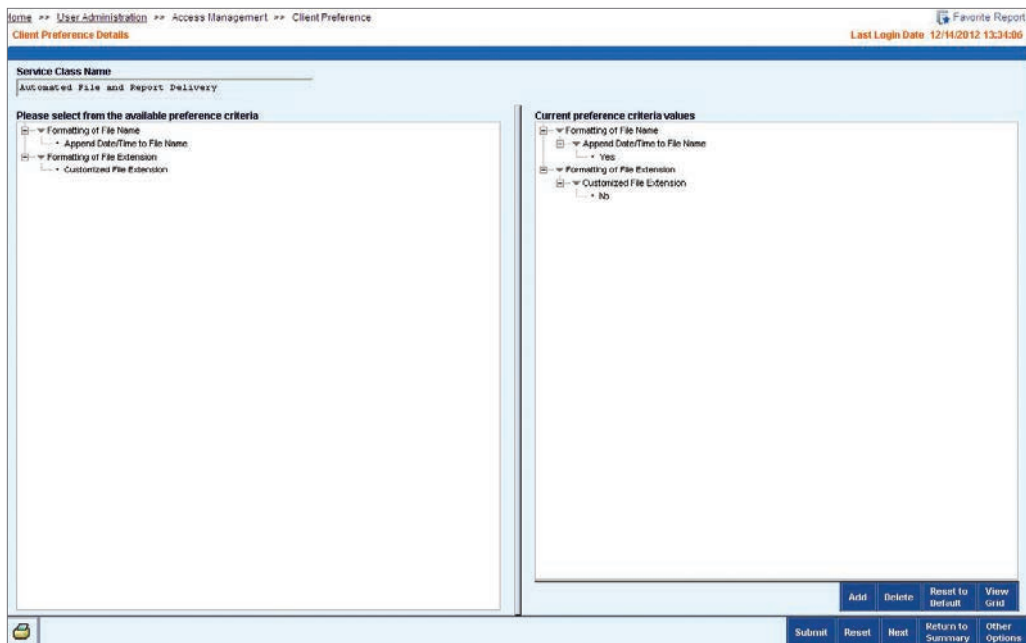 Home >> User Administration >> Access Management >> Client Preference
Favorite Report
Client Preference Details
Last Login Date 12/14/2012 13:34:06
Service Class Name
Automated File and Report Delivery
Please select from the available preference criteria
Formatting of File Name
Append Date/Time to File Name
Formatting of File Extension
Customized File Extension
Current preference criteria values
Formatting of File Name
Append Date/Time to File Name
Yes
Formatting of File Extension
Customized File Extension
No
Add Delete Reset to Default View Grid
Submit Reset Next Return to Summary Other Options